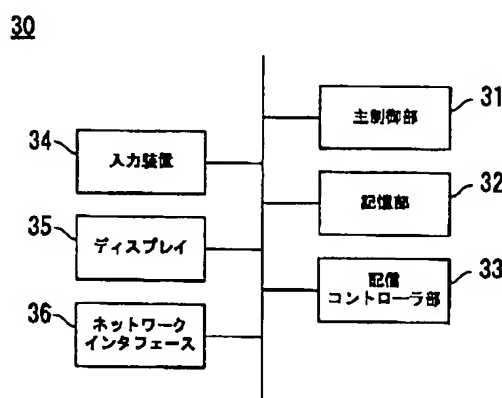 30
31
主制御部
34
入力装置
32
記憶部
35
ディスプレイ
33
配信
コントローラ部
36
ネットワーク
インタフェース